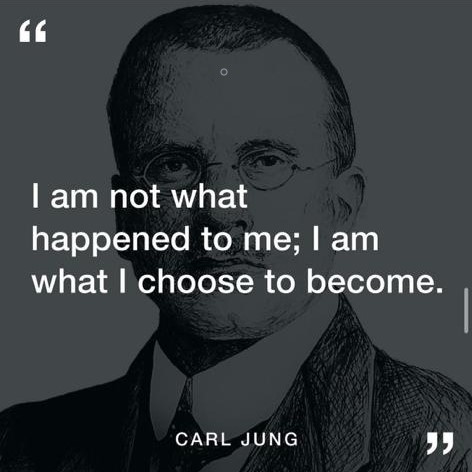 “
I am not what
happened to me; I am
what I choose to become.
CARL JUNG
”